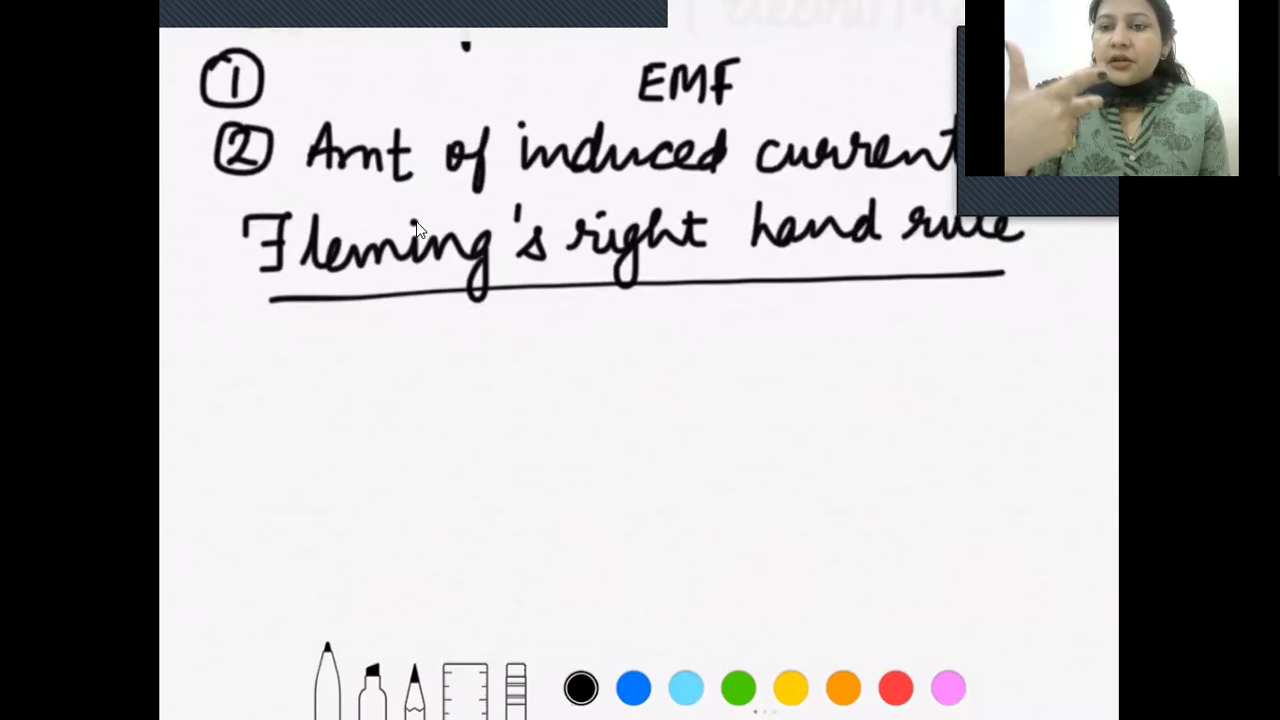 ① EMF
② Amt of induced current
Fleming's right hand rule